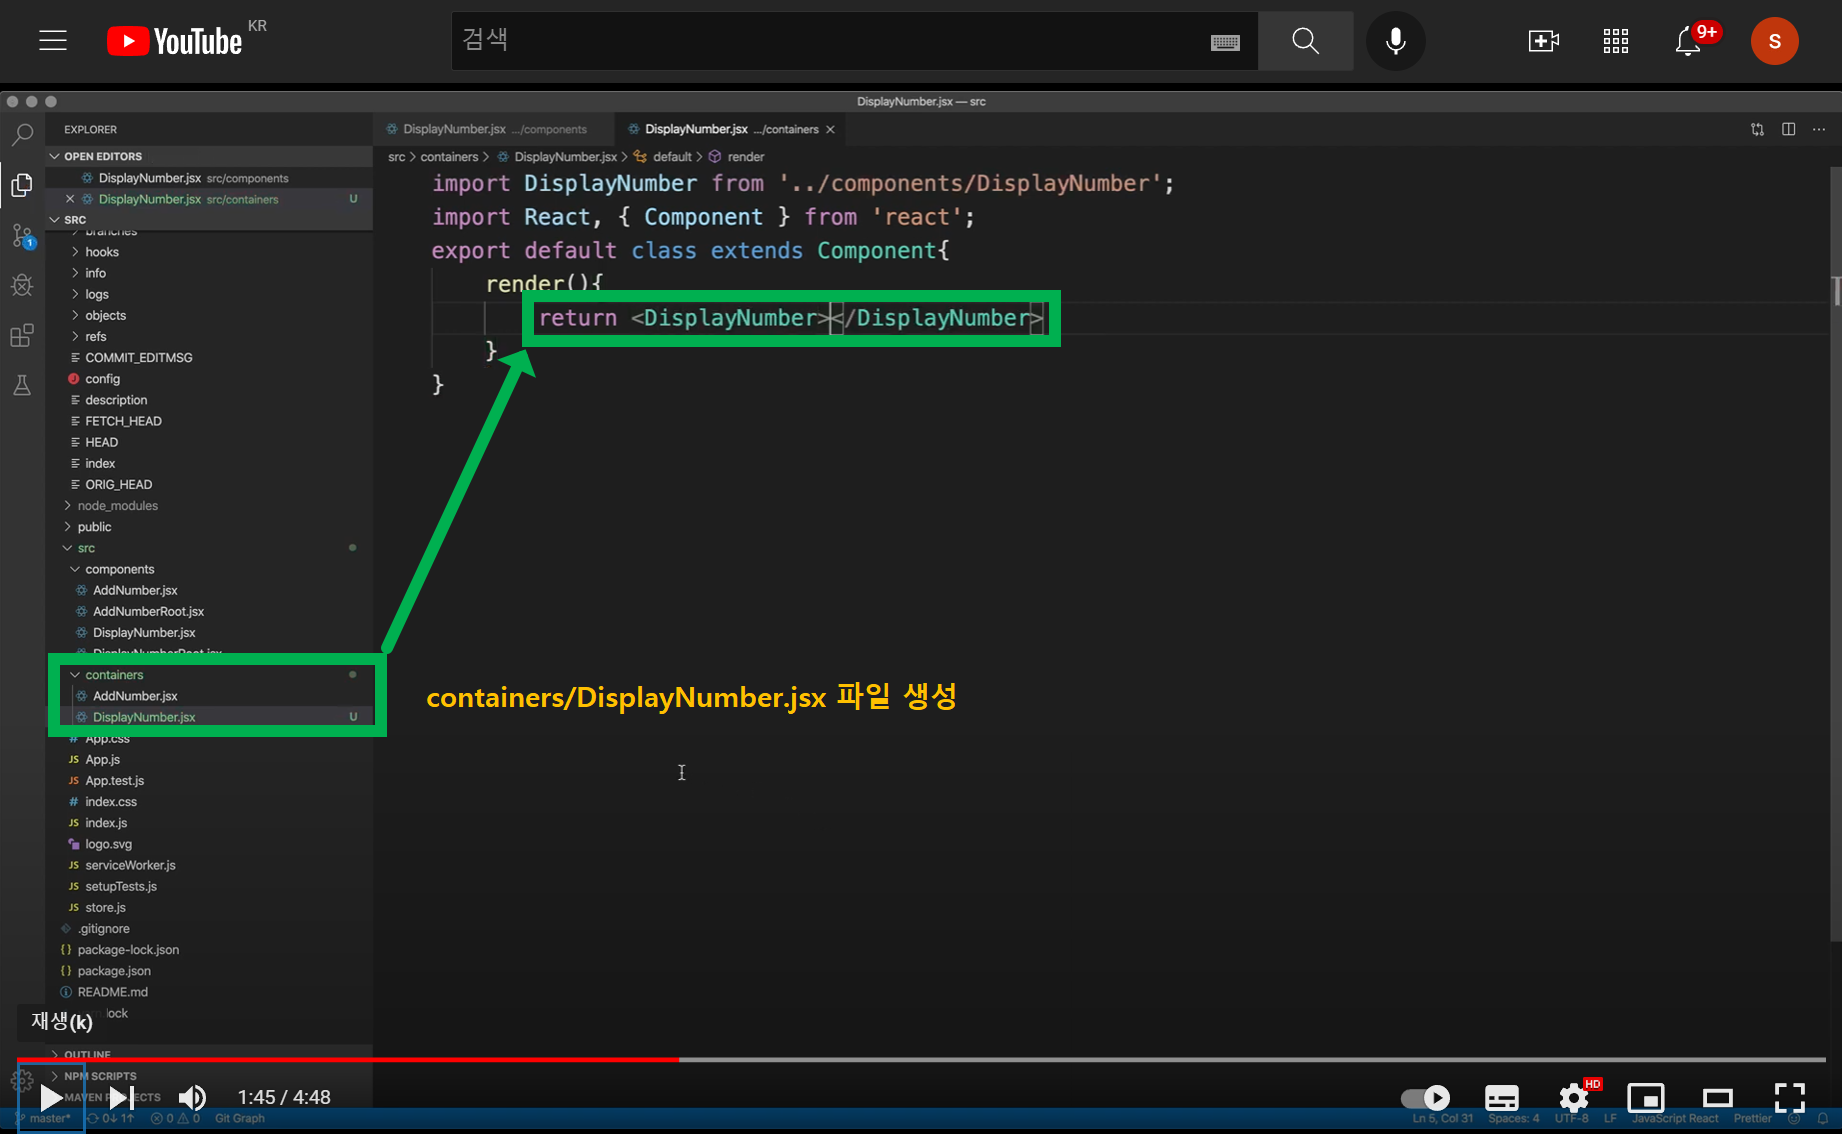 YouTube KR
검색
9+
S
DisplayNumber.jsx — src
EXPLORER
DisplayNumber.jsx .../components
DisplayNumber.jsx .../containers
OPEN EDITORS
src > containers > DisplayNumber.jsx > default > render
DisplayNumber.jsx src/components
DisplayNumber.jsx src/containers U
SRC
branches
hooks
info
logs
objects
refs
COMMIT_EDITMSG
config
description
FETCH_HEAD
HEAD
index
ORIG_HEAD
node_modules
public
src
components
AddNumber.jsx
AddNumberRoot.jsx
DisplayNumber.jsx
DisplayNumberRoot.jsx
containers
AddNumber.jsx
DisplayNumber.jsx U
App.css
JS App.js
JS App.test.js
# index.css
JS index.js
logo.svg
JS serviceWorker.js
JS setupTests.js
JS store.js
.gitignore
{} package-lock.json
{} package.json
README.md
lock
OUTLINE
NPM SCRIPTS
MAVEN PROJECTS
1
import DisplayNumber from '../components/DisplayNumber';
import React, { Component } from 'react';
export default class extends Component{
render(){
return <DisplayNumber></DisplayNumber>
}
}
containers/DisplayNumber.jsx 파일 생성
재생(k)
1:45 / 4:48
HD
master* 0↓ 1↑ 0 0 Git Graph
Ln 5, Col 31 Spaces: 4 UTF-8 LF JavaScript React Prettier